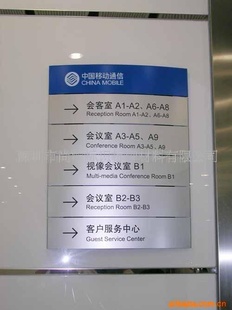 中国移动通信
CHINA MOBILE
会客室 A1-A2、A6-A8
Reception Room A1-A2、A6-A8
会议室 A3-A5、A9
Conference Room A3-A5、A9
视像会议室 B1
Multi-media Conference Room B1
会议室 B2-B3
Reception Room B2-B3
客户服务中心
Guest Service Center